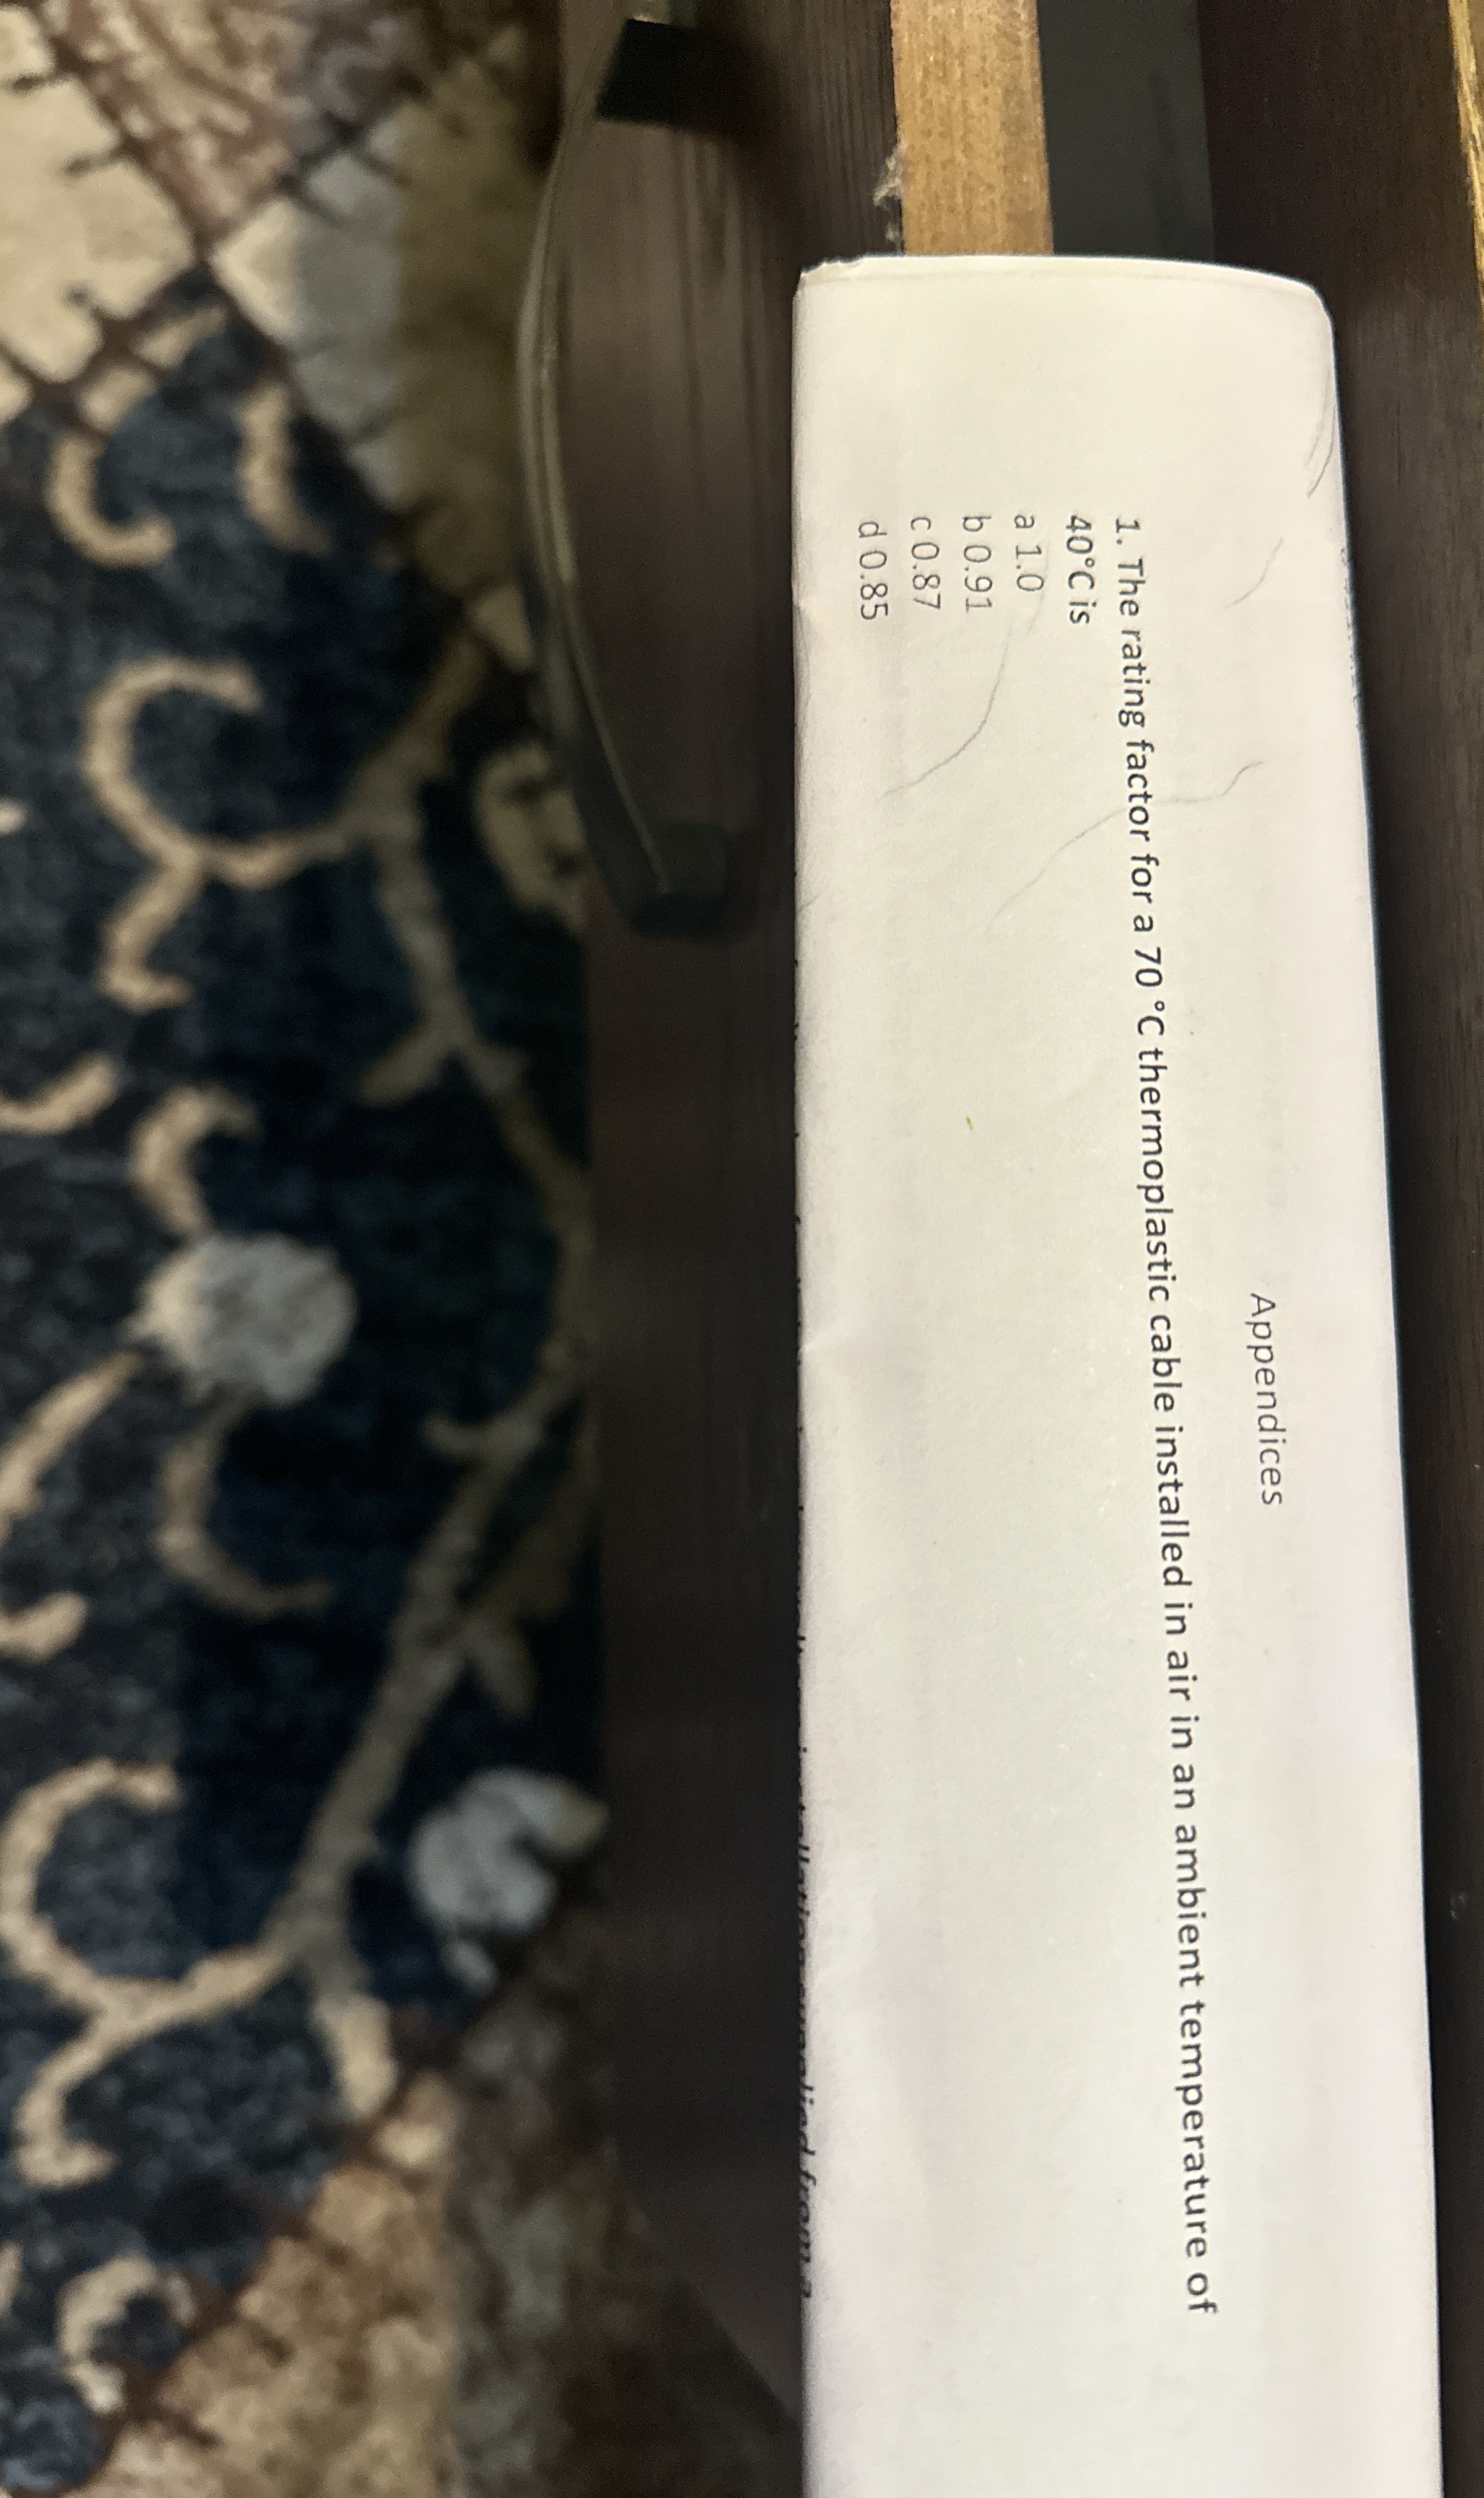 Appendices
1. The rating factor for a 70 °C thermoplastic cable installed in air in an ambient temperature of
40°C is
a 1.0
b 0.91
c 0.87
d 0.85